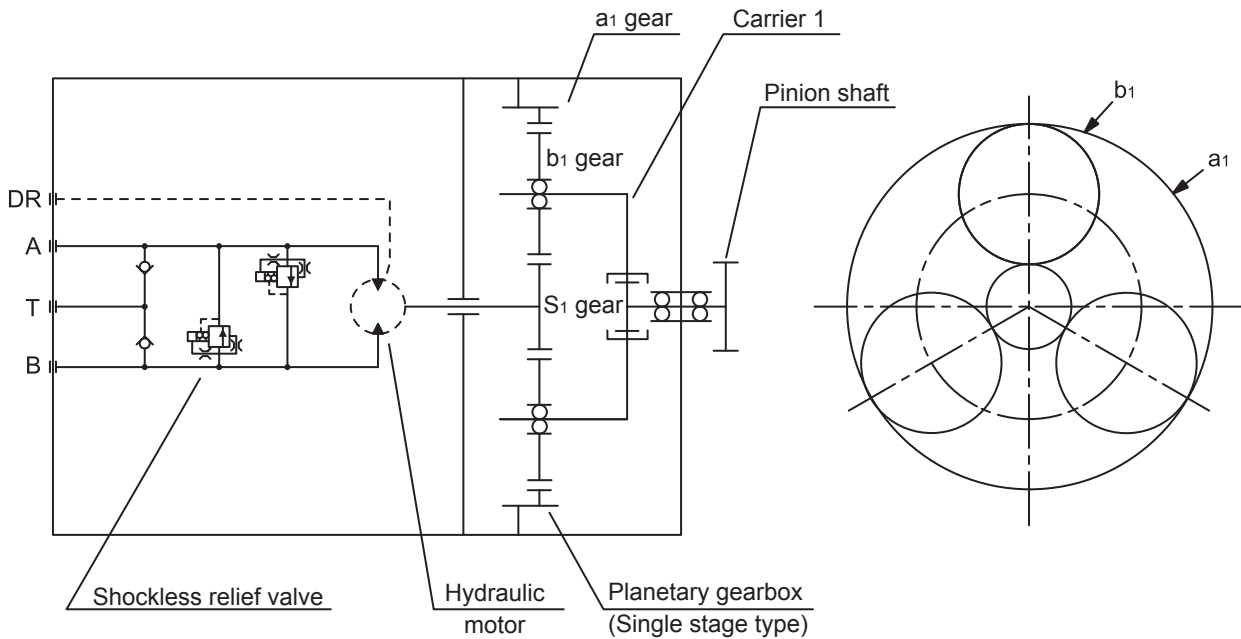 a1 gear
Carrier 1
Pinion shaft
b1
b1 gear
a1
DR
A
T
S1 gear
B
Shockless relief valve
Hydraulic
motor
Planetary gearbox
(Single stage type)